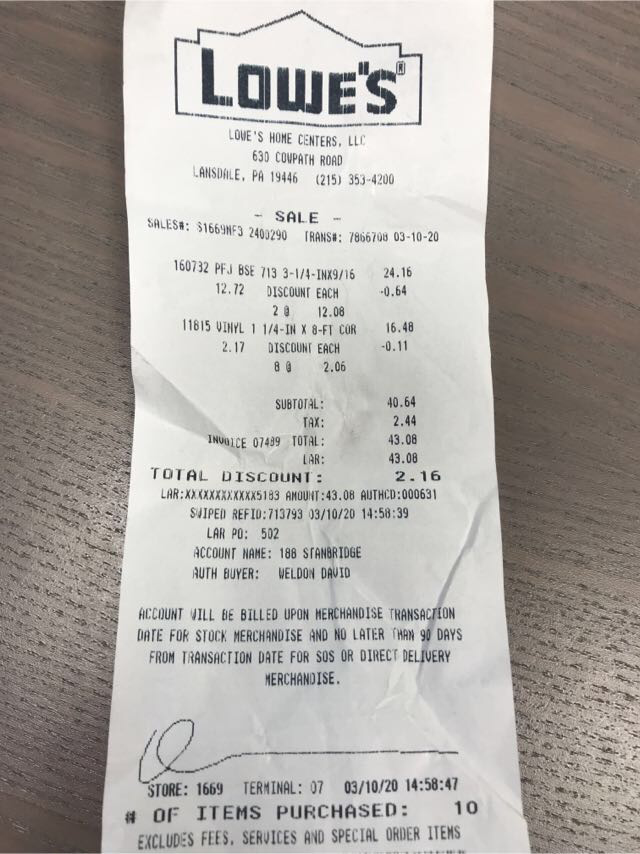 LOWE'S®
LOWE'S HOME CENTERS, LLC
630 COWPATH ROAD
LANSDALE, PA 19446 (215) 353-4200
- SALE -
SALES#: S1669NF3 2400290 TRANS#: 7866708 03-10-20
160732 PFJ BSE 713 3-1/4-INX9/16 24.16
12.72 DISCOUNT EACH -0.64
2 @ 12.08
11815 VINYL 1 1/4-IN X 8-FT COR 16.48
2.17 DISCOUNT EACH -0.11
8 @ 2.06
SUBTOTAL: 40.64
TAX: 2.44
INVOICE 07489 TOTAL: 43.08
LAR: 43.08
TOTAL DISCOUNT: 2.16
LAR:XXXXXXXXXXXX5183 AMOUNT:43.08 AUTHCD:000631
SWIPED REFID:713793 03/10/20 14:58:39
LAR PO: 502
ACCOUNT NAME: 188 STANBRIDGE
AUTH BUYER: WELDON DAVID
ACCOUNT WILL BE BILLED UPON MERCHANDISE TRANSACTION
DATE FOR STOCK MERCHANDISE AND NO LATER THAN 90 DAYS
FROM TRANSACTION DATE FOR SOS OR DIRECT DELIVERY
MERCHANDISE.
STORE: 1669 TERMINAL: 07 03/10/20 14:58:47
# OF ITEMS PURCHASED: 10
EXCLUDES FEES, SERVICES AND SPECIAL ORDER ITEMS